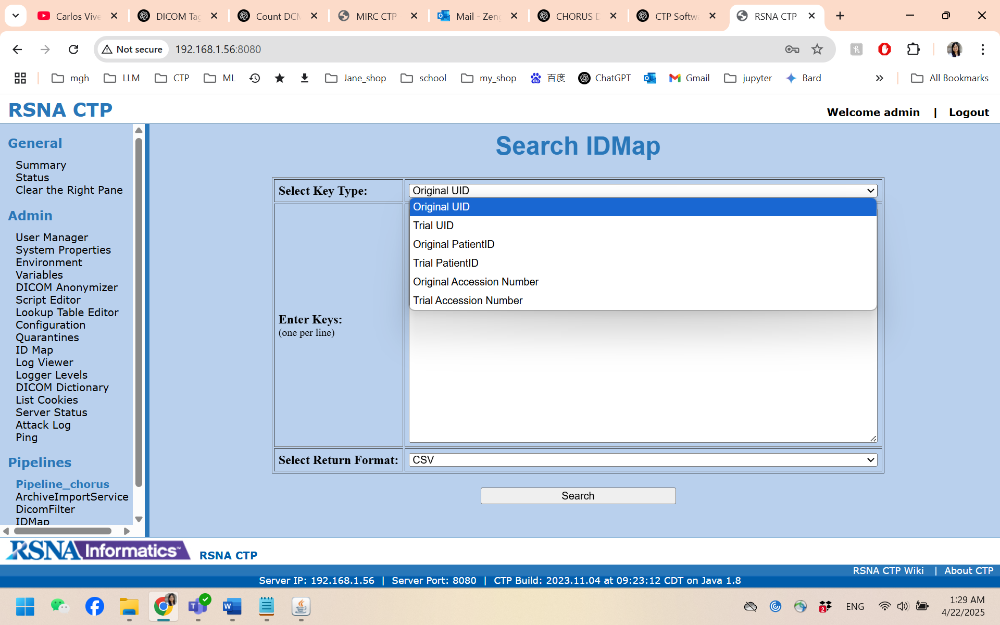 Carlos Vive
DICOM Tag
Count DCM
MIRC CTP
Mail - Zeng
CHORUS D
CTP Softwa
RSNA CTP
Not secure
192.168.1.56:8080
mgh
LLM
CTP
ML
Jane_shop
school
my_shop
百度
ChatGPT
Gmail
jupyter
Bard
All Bookmarks
RSNA CTP
Welcome admin | Logout
General
Summary
Status
Clear the Right Pane
Admin
User Manager
System Properties
Environment
Variables
DICOM Anonymizer
Script Editor
Lookup Table Editor
Configuration
Quarantines
ID Map
Log Viewer
Logger Levels
DICOM Dictionary
List Cookies
Server Status
Attack Log
Ping
Pipelines
Pipeline_chorus
ArchiveImportService
DicomFilter
IDMap
Search IDMap
Select Key Type:
Original UID
Original UID
Trial UID
Original PatientID
Trial PatientID
Original Accession Number
Trial Accession Number
Enter Keys:
(one per line)
Select Return Format:
CSV
Search
RSNA Informatics™
RSNA CTP
RSNA CTP Wiki | About CTP
Server IP: 192.168.1.56 | Server Port: 8080 | CTP Build: 2023.11.04 at 09:23:12 CDT on Java 1.8
2
ENG
1:29 AM
4/22/2025